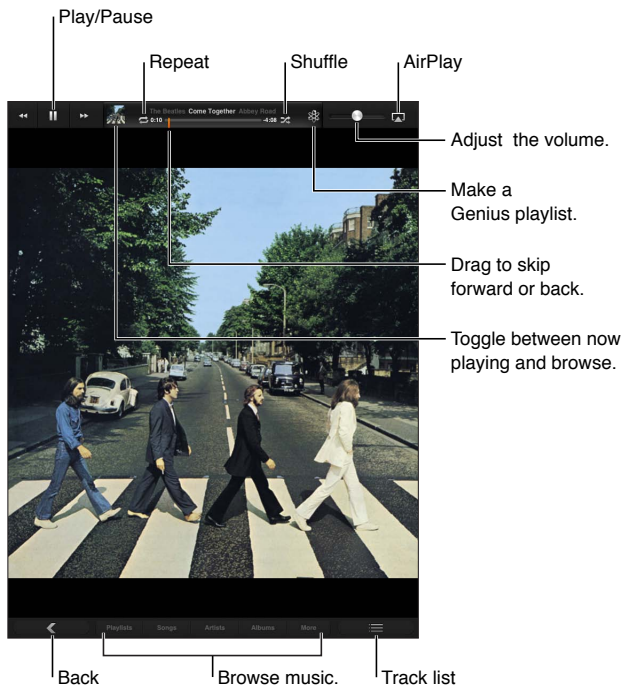 Play/Pause
Repeat
Shuffle
AirPlay
The Beatles Come Together Abbey Road
0:10
-4:08
Adjust the volume.
Make a
Genius playlist.
Drag to skip
forward or back.
Toggle between now
playing and browse.
Playlists
Songs
Artists
Albums
More
Back
Browse music.
Track list